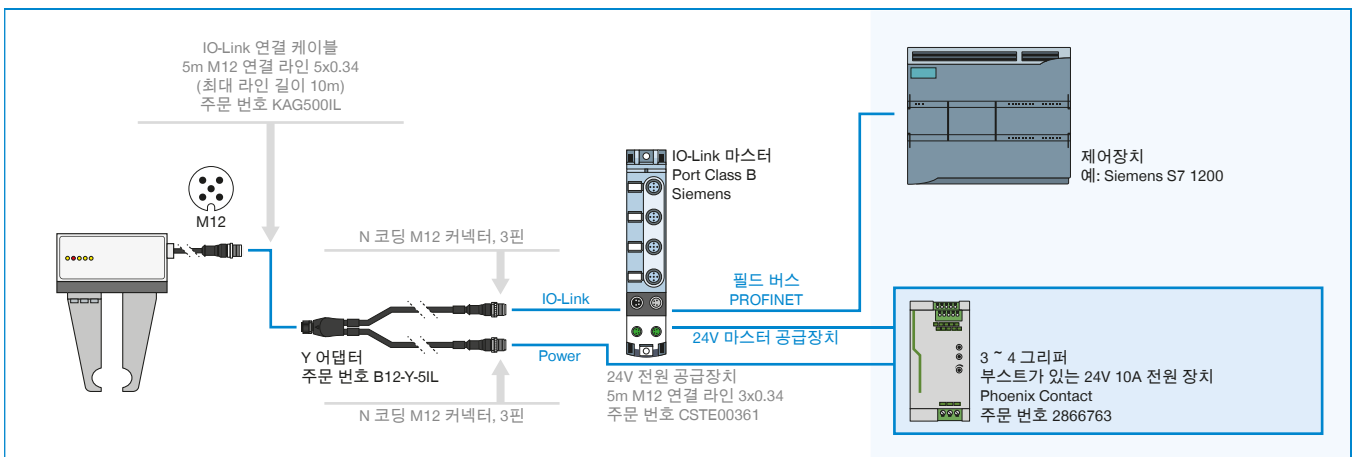 IO-Link 연결 케이블
5m M12 연결 라인 5x0.34
(최대 라인 길이 10m)
주문 번호 KAG500IL
M12
N 코딩 M12 커넥터, 3핀
Y 어댑터
주문 번호 B12-Y-5IL
N 코딩 M12 커넥터, 3핀
IO-Link
Power
IO-Link 마스터
Port Class B
Siemens
필드 버스
PROFINET
24V 마스터 공급장치
24V 전원 공급장치
5m M12 연결 라인 3x0.34
주문 번호 CSTE00361
제어장치
예: Siemens S7 1200
3 ~ 4 그리퍼
부스트가 있는 24V 10A 전원 장치
Phoenix Contact
주문 번호 2866763